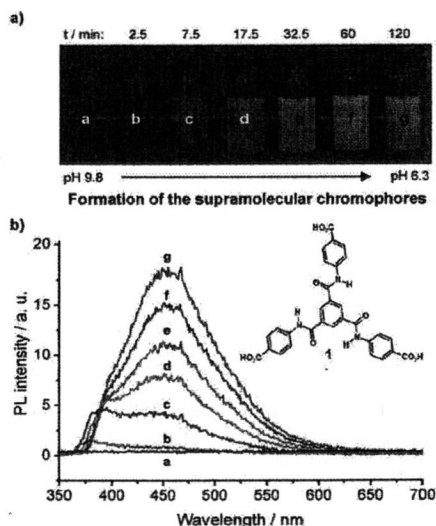 a)
t / min: 2.5 7.5 17.5 32.5 60 120
a b c d f g
pH 9.8 pH 6.3
Formation of the supramolecular chromophores
b)
PL intensity / a. u.
20
15
10
5
0
g
f
e
d
c
b
a
HO₂C
N
H
O
O
H
N
O
N
H
HO₂C
CO₂H
1
350 400 450 500 550 600 650 700
Wavelength / nm